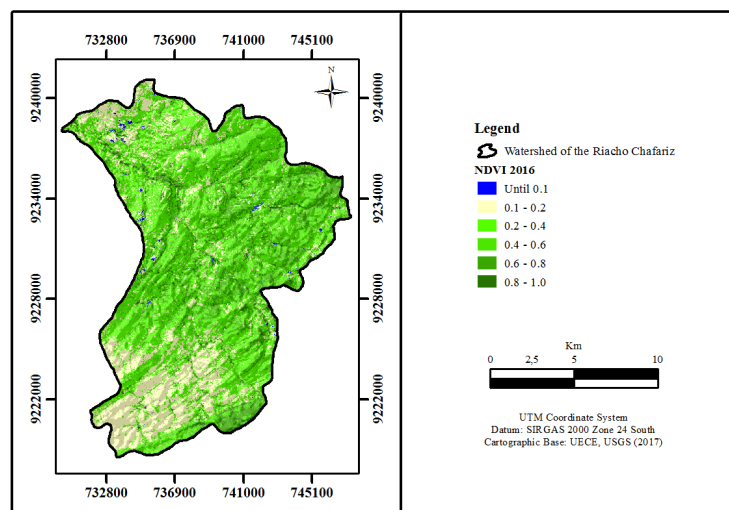 732800 736900 741000 745100
N
9240000
9234000
9228000
9222000
9240000
9234000
9228000
9222000
732800 736900 741000 745100
Legend
Watershed of the Riacho Chafariz
NDVI 2016
Until 0.1
0.1 - 0.2
0.2 - 0.4
0.4 - 0.6
0.6 - 0.8
0.8 - 1.0
Km
0 2,5 5 10
UTM Coordinate System
Datum: SIRGAS 2000 Zone 24 South
Cartographic Base: UECE, USGS (2017)